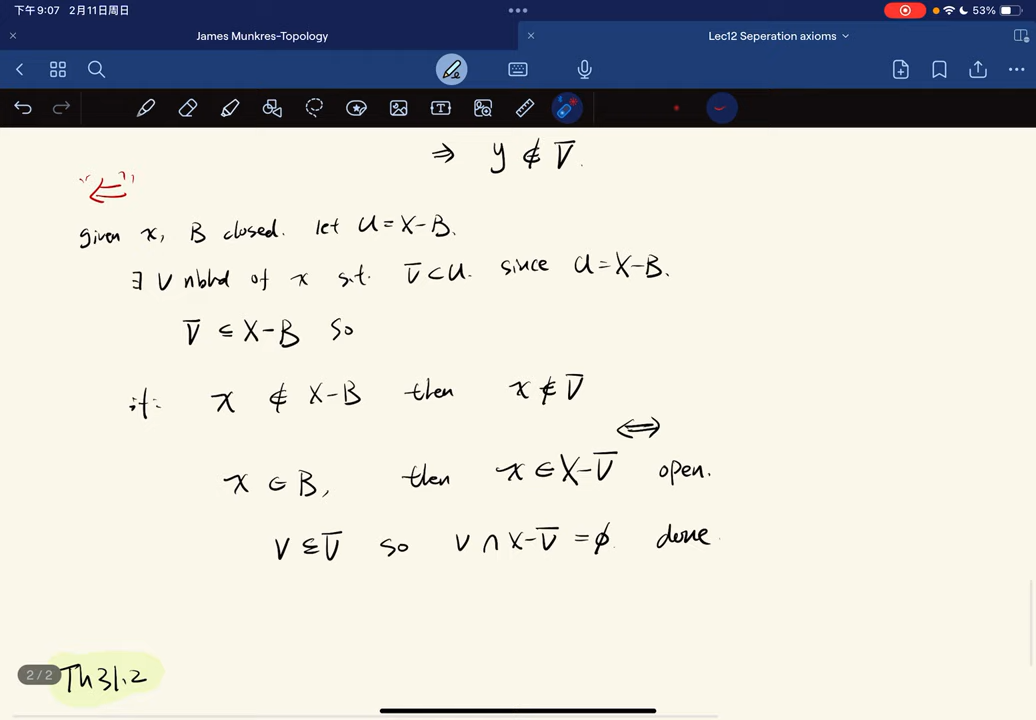 下午9:07 2月11日周日
53%
James Munkres-Topology
Lec12 Seperation axioms
⇒ y ∉ V̄.
"⇐"
given x, B closed. let U = X-B.
∃ V nbhd of x s.t. V̄ ⊂ U. since U = X-B.
V̄ ⊆ X-B so
if x ∉ X-B then x ∉ V̄
⟺
x ∈ B, then x ∈ X-V̄ open.
V ⊆ V̄ so V ∩ X-V̄ = ∅. done.
2/2
Th31.2